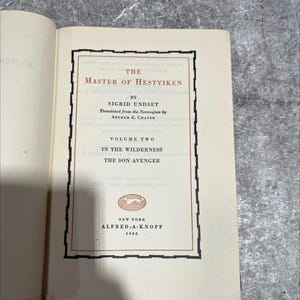 THE
MASTER OF HESTVIKEN
BY
SIGRID UNDSET
Translated from the Norwegian by
ARTHUR G. CHATER
VOLUME TWO
IN THE WILDERNESS
THE SON AVENGER
NEW YORK
ALFRED · A · KNOPF